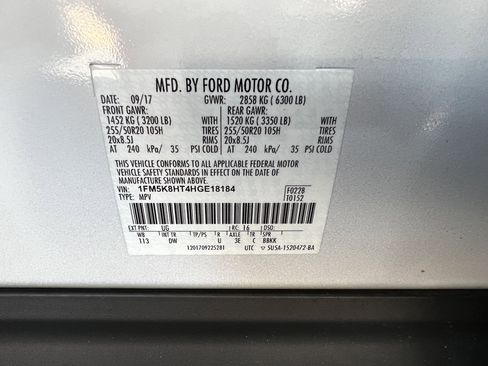 MFD. BY FORD MOTOR CO.
DATE: 09/17 GVWR: 2858 KG ( 6300 LB)
FRONT GAWR: REAR GAWR:
1452 KG ( 3200 LB) WITH 1520 KG ( 3350 LB) WITH
255/50R20 105H TIRES 255/50R20 105H TIRES
20x8.5J RIMS 20x8.5J RIMS
AT 240 kPa/ 35 PSI COLD AT 240 kPa/ 35 PSI COLD
THIS VEHICLE CONFORMS TO ALL APPLICABLE FEDERAL MOTOR
VEHICLE SAFETY STANDARDS IN EFFECT ON THE DATE OF
MANUFACTURE SHOWN ABOVE.
VIN: 1FM5K8HT4HGE18184 F0228
TYPE: MPV T0152
EXT PNT: UG RC: 16 DSO:
WB INT TR TP/PS R AXLE TR SPR
113 DW U 3E C BBKK
1201709225281 UTC 5U5A-1520472-BA